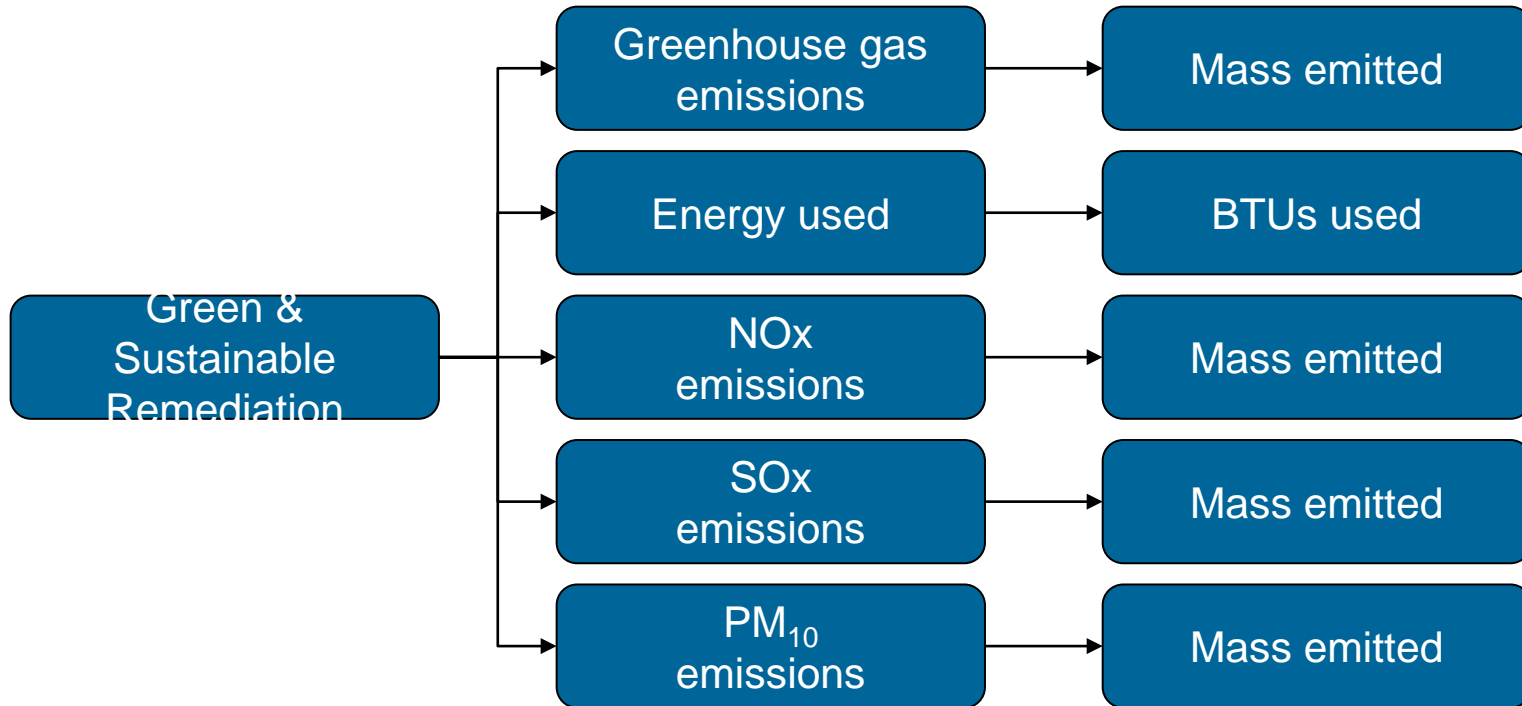 Greenhouse gas
emissions
Mass emitted
Energy used
BTUs used
Green &
Sustainable
Remediation
NOx
emissions
Mass emitted
SOx
emissions
Mass emitted
PM₁₀
emissions
Mass emitted